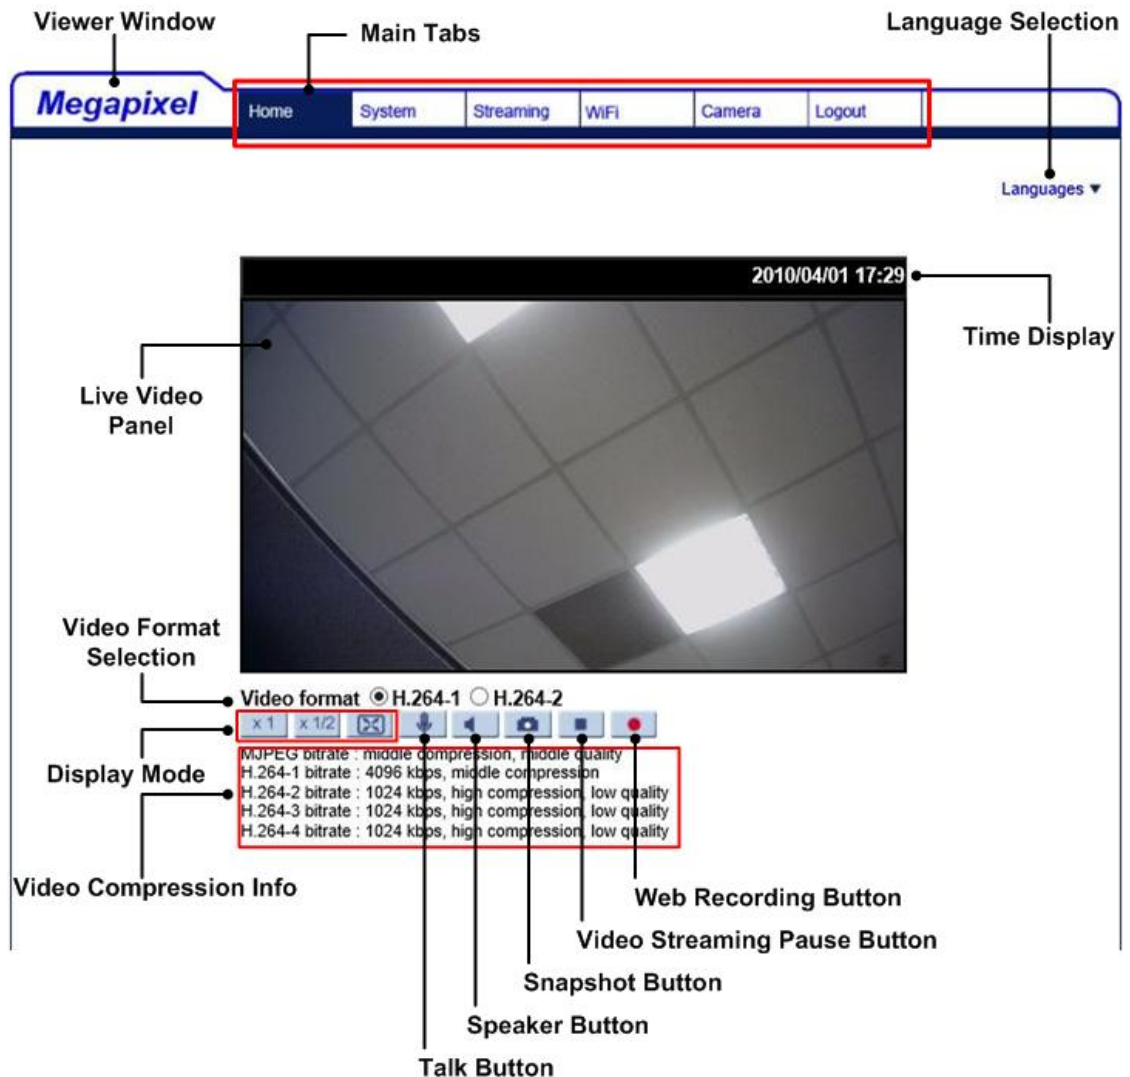 Viewer Window
Main Tabs
Language Selection
Megapixel
Home System Streaming WiFi Camera Logout
Languages ▼
2010/04/01 17:29
Time Display
Live Video
Panel
Video Format
Selection
Video format H.264-1 H.264-2
x 1 x 1/2
Display Mode
MJPEG bitrate : middle compression, middle quality
H.264-1 bitrate : 4096 kbps, middle compression
H.264-2 bitrate : 1024 kbps, high compression, low quality
H.264-3 bitrate : 1024 kbps, high compression, low quality
H.264-4 bitrate : 1024 kbps, high compression, low quality
Video Compression Info
Web Recording Button
Video Streaming Pause Button
Snapshot Button
Speaker Button
Talk Button